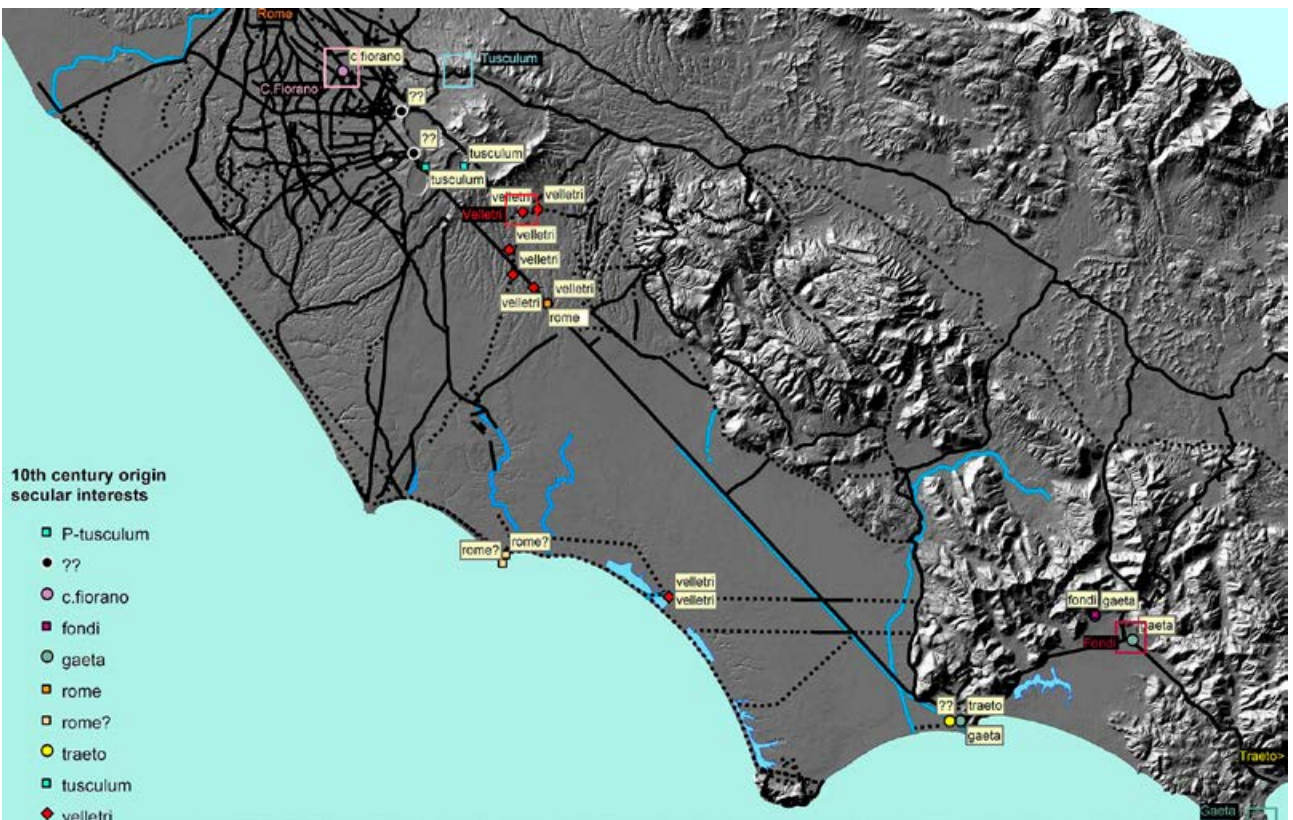 Rome
c fiorano
Tusculum
C.Fiorano
??
??
tusculum
tusculum
velletri
velletri
Velletri
velletri
velletri
velletri
velletri
rome
10th century origin
secular interests
P-tusculum
??
c.fiorano
fondi
gaeta
rome
rome?
traeto
tusculum
velletri
rome?
rome?
velletri
velletri
fondi
gaeta
gaeta
Fondi
??
traeto
gaeta
Traeto>
Gaeta